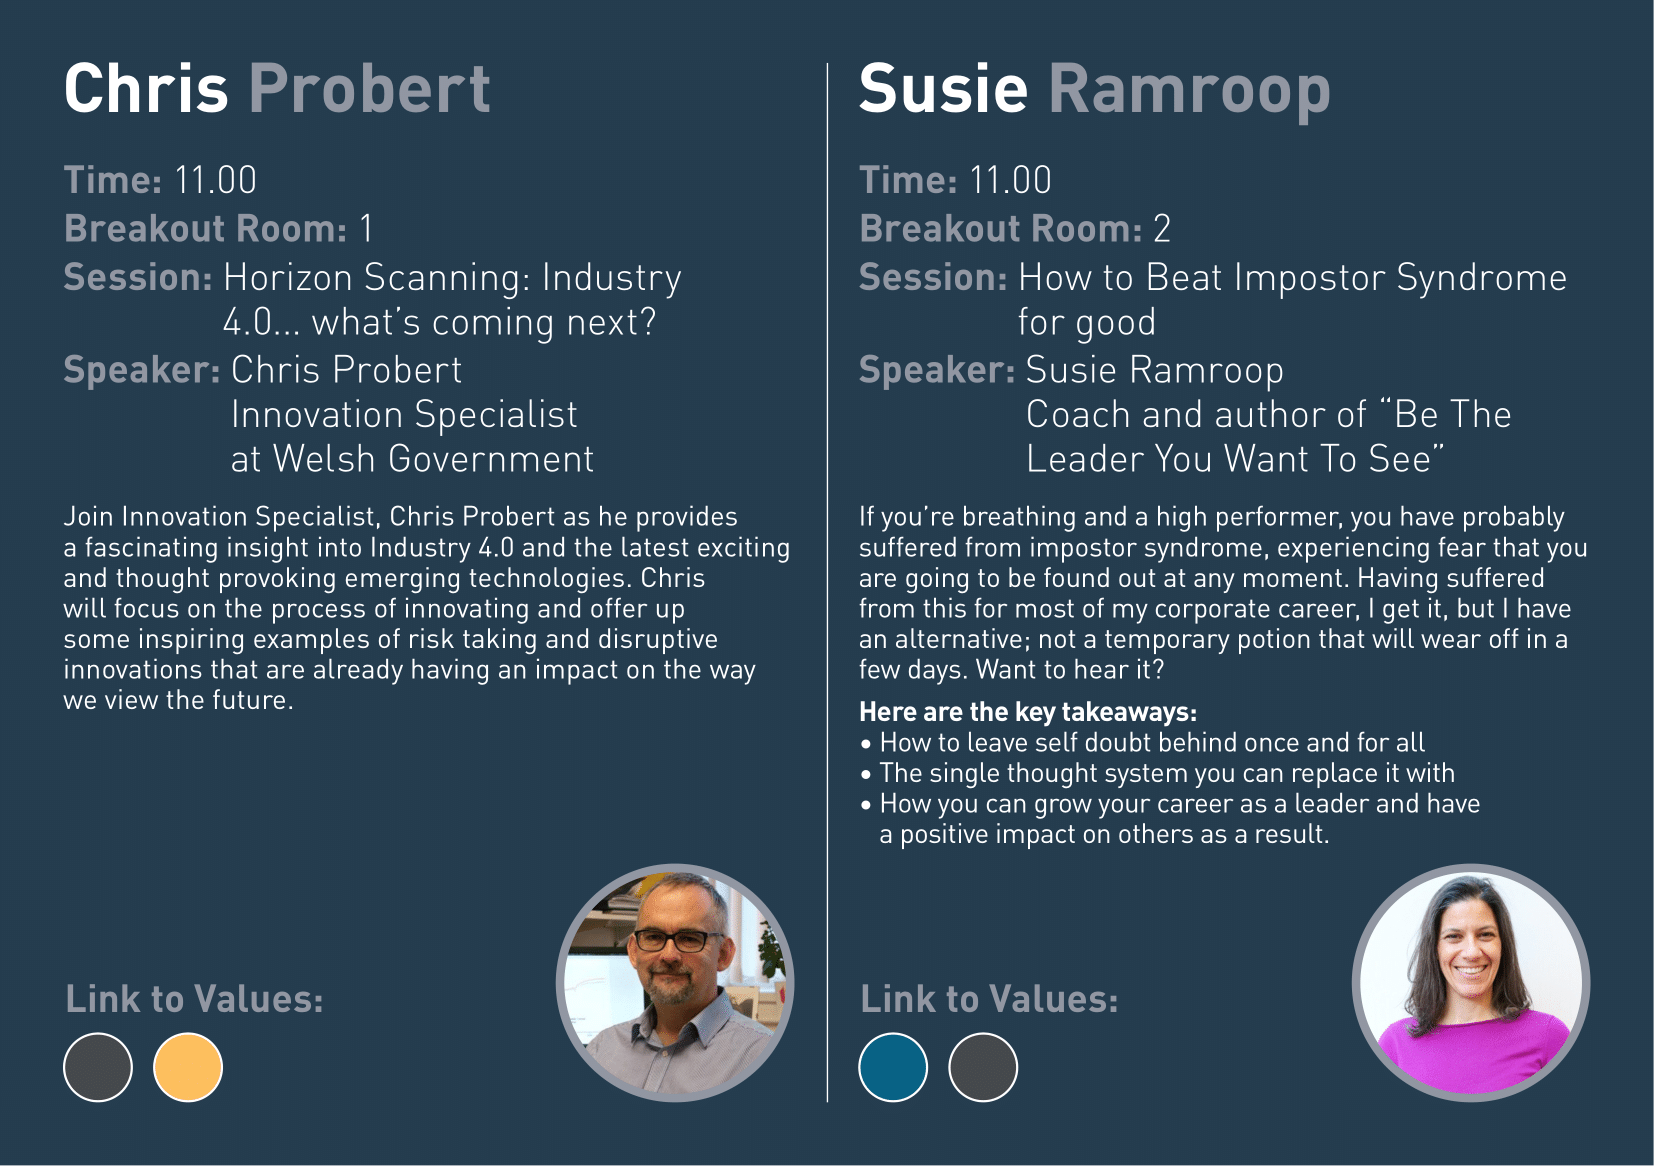 Chris Probert
Time: 11.00
Breakout Room: 1
Session: Horizon Scanning: Industry
4.0... what’s coming next?
Speaker: Chris Probert
Innovation Specialist
at Welsh Government
Join Innovation Specialist, Chris Probert as he provides
a fascinating insight into Industry 4.0 and the latest exciting
and thought provoking emerging technologies. Chris
will focus on the process of innovating and offer up
some inspiring examples of risk taking and disruptive
innovations that are already having an impact on the way
we view the future.
Link to Values:
Susie Ramroop
Time: 11.00
Breakout Room: 2
Session: How to Beat Impostor Syndrome
for good
Speaker: Susie Ramroop
Coach and author of “Be The
Leader You Want To See”
If you’re breathing and a high performer, you have probably
suffered from impostor syndrome, experiencing fear that you
are going to be found out at any moment. Having suffered
from this for most of my corporate career, I get it, but I have
an alternative; not a temporary potion that will wear off in a
few days. Want to hear it?
Here are the key takeaways:
• How to leave self doubt behind once and for all
• The single thought system you can replace it with
• How you can grow your career as a leader and have
a positive impact on others as a result.
Link to Values: